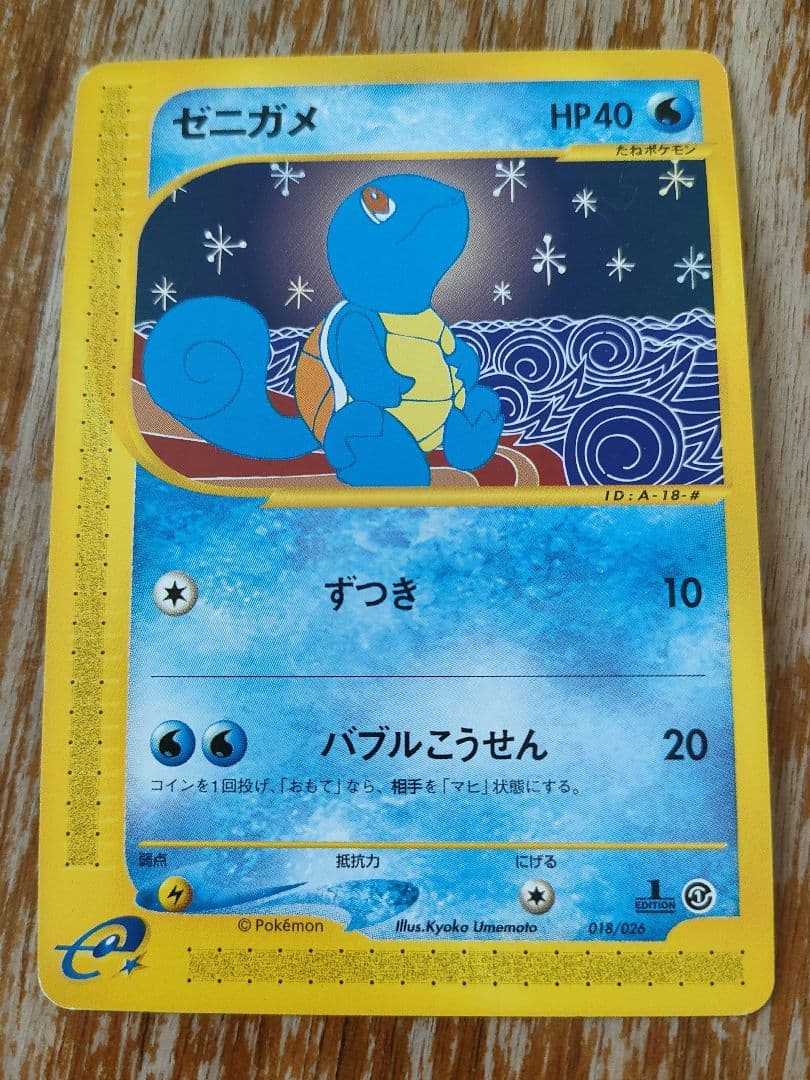 ゼニガメ HP40
たねポケモン
ID:A-18-#
ずつき 10
バブルこうせん 20
コインを1回投げ、「おもて」なら、相手を「マヒ」状態にする。
弱点 抵抗力 にげる
1
EDITION
© Pokémon Illus.Kyoko Umemoto 018/026
e